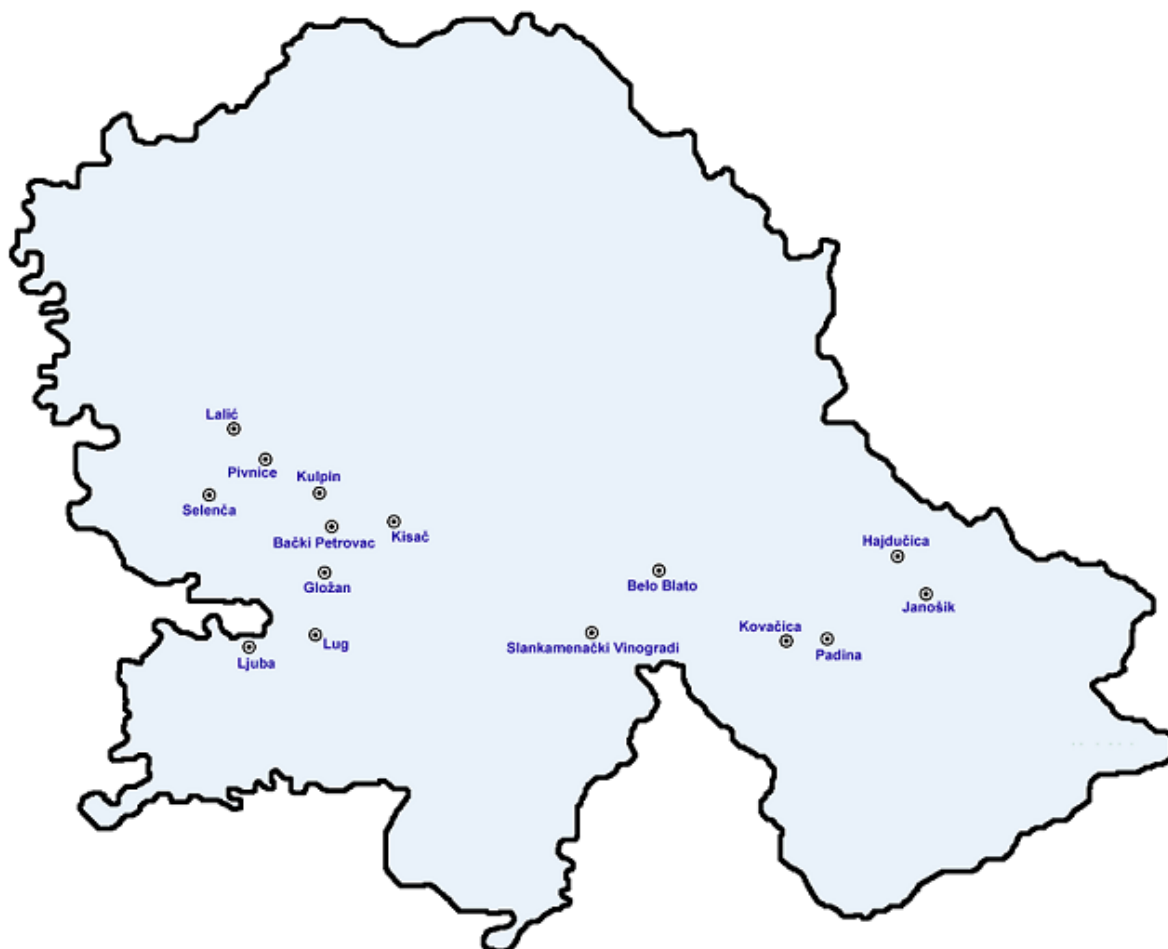 Lalić
Pivnice
Kulpin
Selenča
Bački Petrovac
Kisač
Hajdučica
Gložan
Belo Blato
Janošik
Kovačica
Lug
Slankamenački Vinogradi
Padina
Ljuba